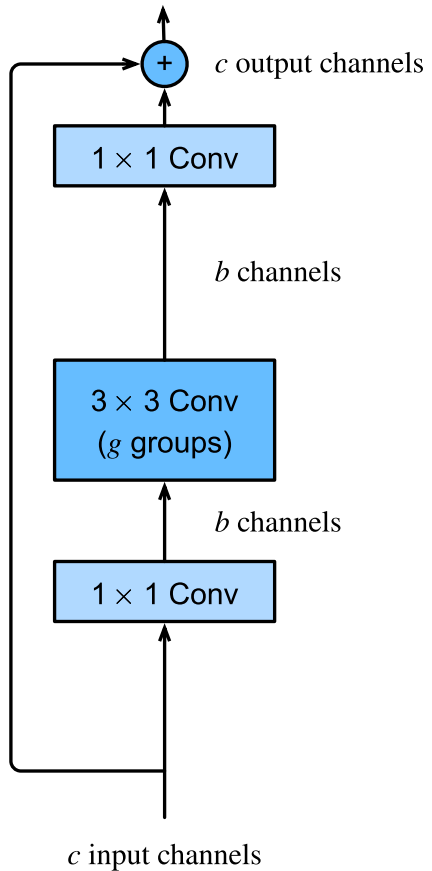 +
c output channels
1 × 1 Conv
b channels
3 × 3 Conv
(g groups)
b channels
1 × 1 Conv
c input channels